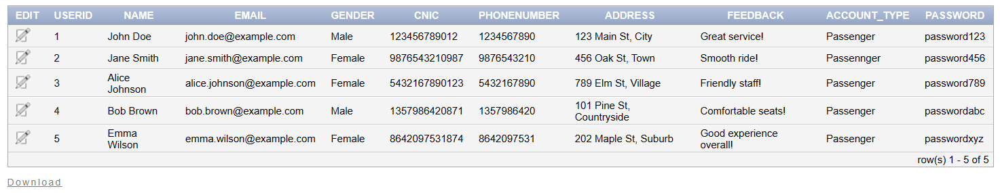 EDIT USERID NAME EMAIL GENDER CNIC PHONENUMBER ADDRESS FEEDBACK ACCOUNT_TYPE PASSWORD
1 John Doe john.doe@example.com Male 123456789012 1234567890 123 Main St, City Great service! Passenger password123
2 Jane Smith jane.smith@example.com Female 9876543210987 9876543210 456 Oak St, Town Smooth ride! Passennger password456
3 Alice Johnson alice.johnson@example.com Female 5432167890123 5432167890 789 Elm St, Village Friendly staff! Passenger password789
4 Bob Brown bob.brown@example.com Male 1357986420871 1357986420 101 Pine St, Countryside Comfortable seats! Passenger passwordabc
5 Emma Wilson emma.wilson@example.com Female 8642097531874 8642097531 202 Maple St, Suburb Good experience overall! Passenger passwordxyz
row(s) 1 - 5 of 5
Download